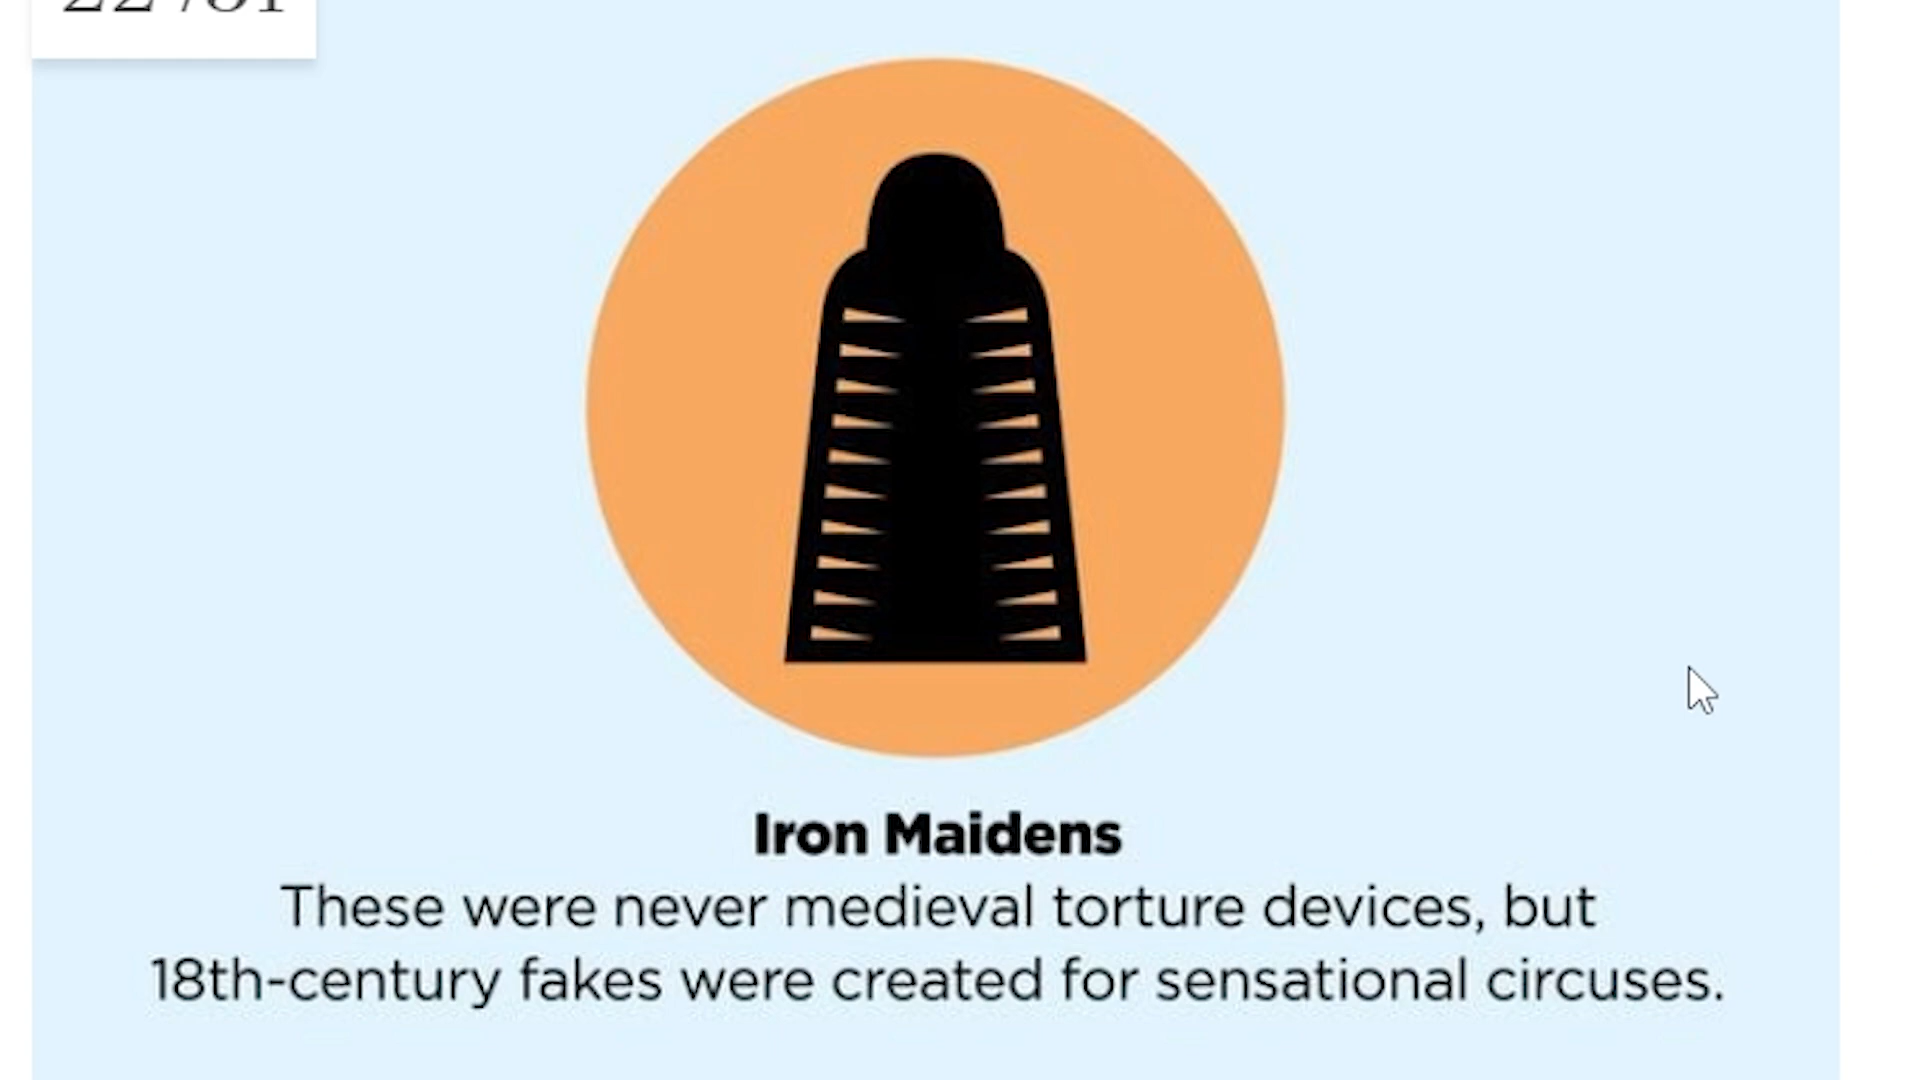 Iron Maidens
These were never medieval torture devices, but
18th-century fakes were created for sensational circuses.